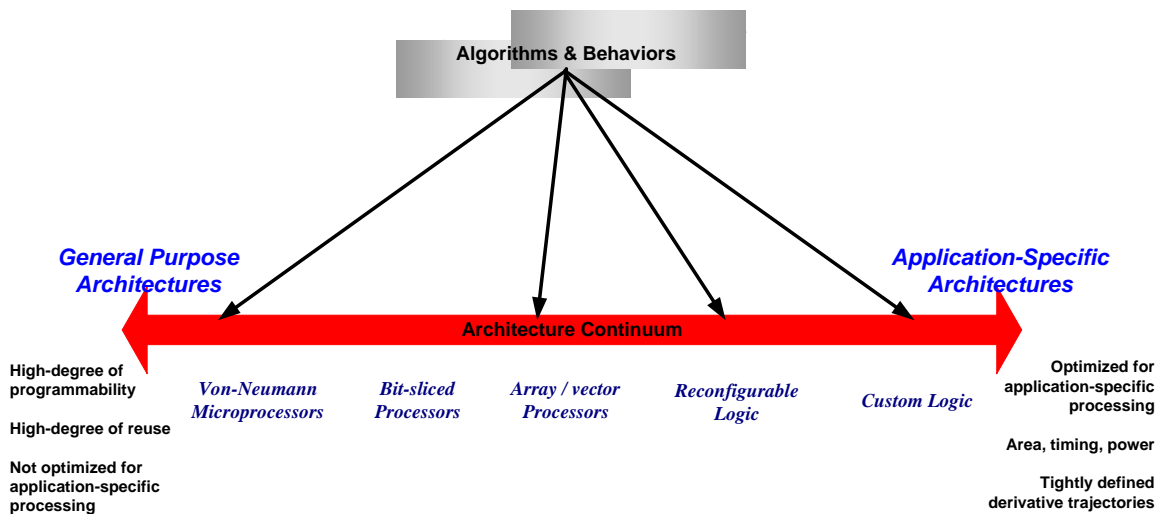 Algorithms & Behaviors
General Purpose
Architectures
Application-Specific
Architectures
Architecture Continuum
High-degree of
programmability
High-degree of reuse
Not optimized for
application-specific
processing
Von-Neumann
Microprocessors
Bit-sliced
Processors
Array / vector
Processors
Reconfigurable
Logic
Custom Logic
Optimized for
application-specific
processing
Area, timing, power
Tightly defined
derivative trajectories